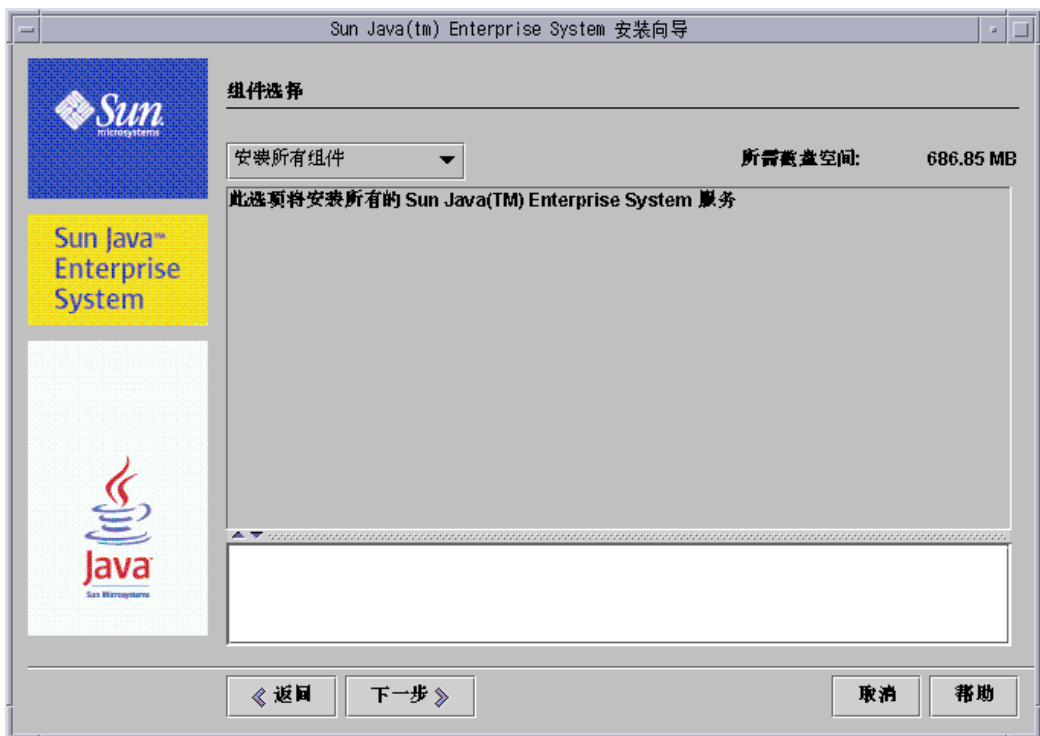 Sun Java(tm) Enterprise System 安装向导
Sun
microsystems
组件选择
安装所有组件
所需磁盘空间: 686.85 MB
此选项将安装所有的 Sun Java(TM) Enterprise System 服务
Sun Java™
Enterprise
System
Java
Sun Microsystems
返回
下一步
取消
帮助